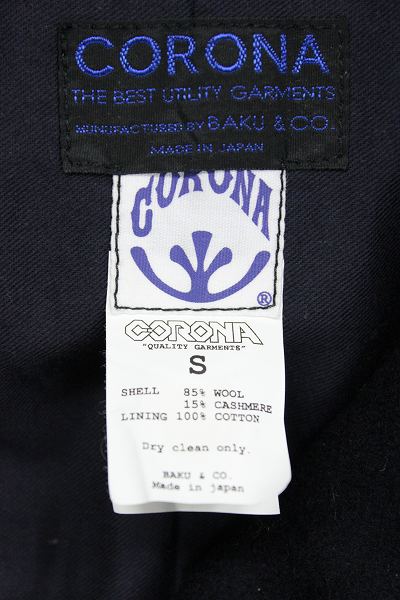 CORONA
THE BEST UTILITY GARMENTS
MUNUFACTURED BY BAKU & CO.
MADE IN JAPAN
CORONA
®
CORONA
"QUALITY GARMENTS"
S
SHELL 85% WOOL
15% CASHMERE
LINING 100% COTTON
Dry clean only.
BAKU & CO.
Made in japan